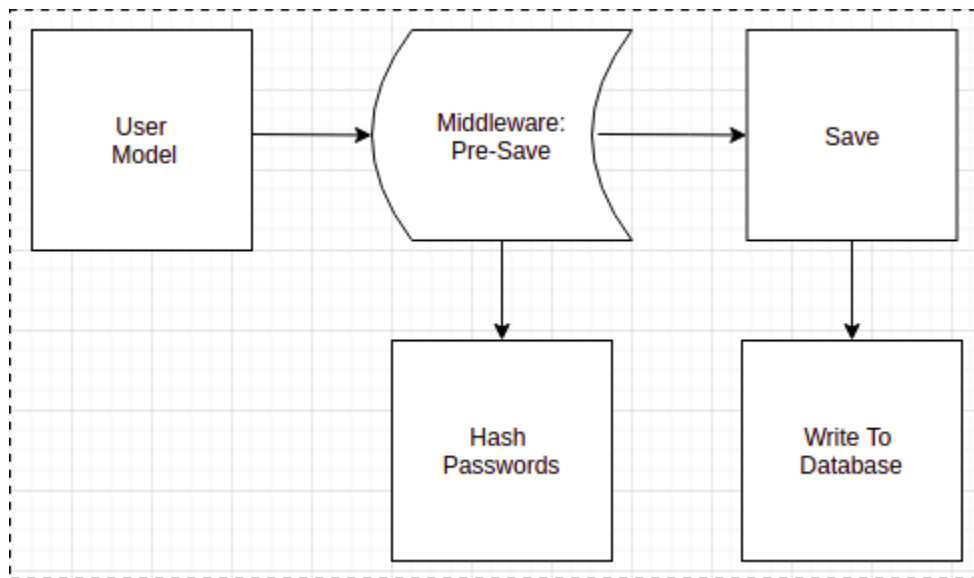 User
Model
Middleware:
Pre-Save
Save
Hash
Passwords
Write To
Database